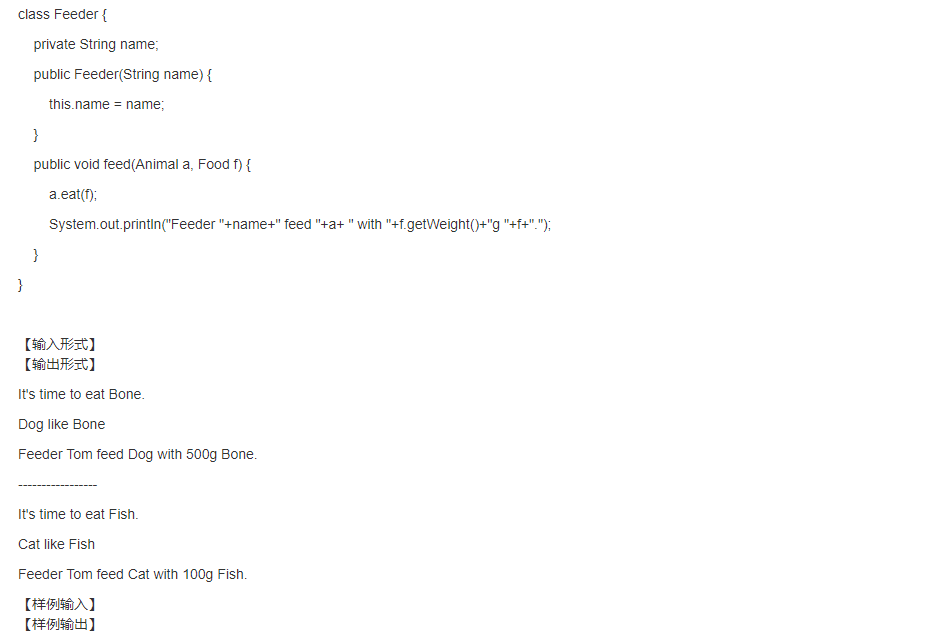 class Feeder {
private String name;
public Feeder(String name) {
this.name = name;
}
public void feed(Animal a, Food f) {
a.eat(f);
System.out.println("Feeder "+name+" feed "+a+ " with "+f.getWeight()+"g "+f+".");
}
}
【输入形式】
【输出形式】
It's time to eat Bone.
Dog like Bone
Feeder Tom feed Dog with 500g Bone.
-----------------
It's time to eat Fish.
Cat like Fish
Feeder Tom feed Cat with 100g Fish.
【样例输入】
【样例输出】